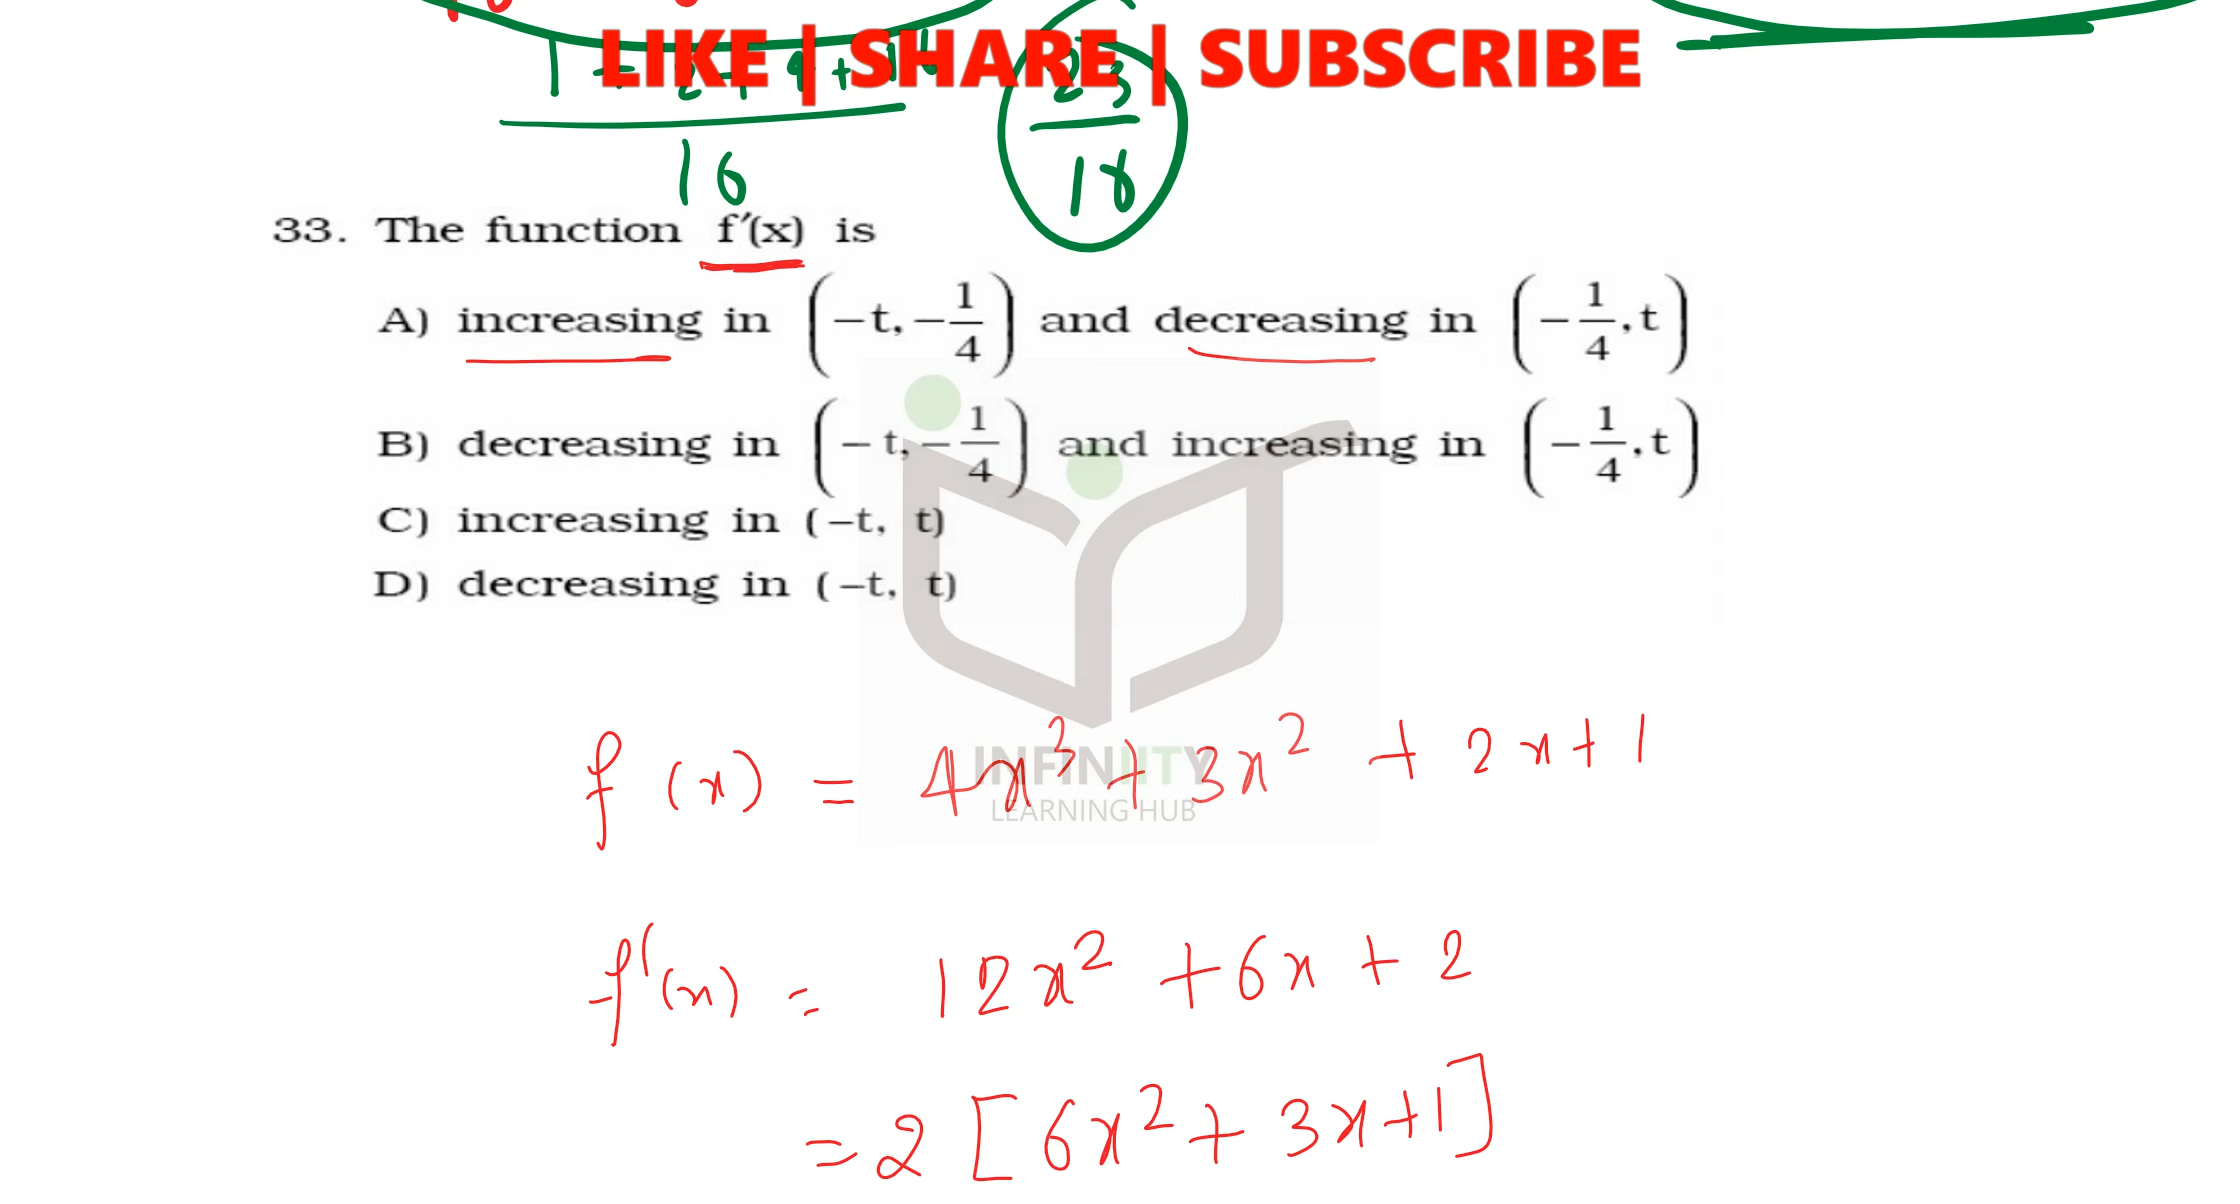 LIKE | SHARE | SUBSCRIBE
16
23
18
33. The function f′(x) is
A) increasing in (−t, −1/4) and decreasing in (−1/4, t)
B) decreasing in (−t, −1/4) and increasing in (−1/4, t)
C) increasing in (−t, t)
D) decreasing in (−t, t)
f(x) = 4x³ + 3x² + 2x + 1
INFINIITY
LEARNING HUB
f'(x) = 12x² + 6x + 2
= 2 [6x² + 3x + 1]